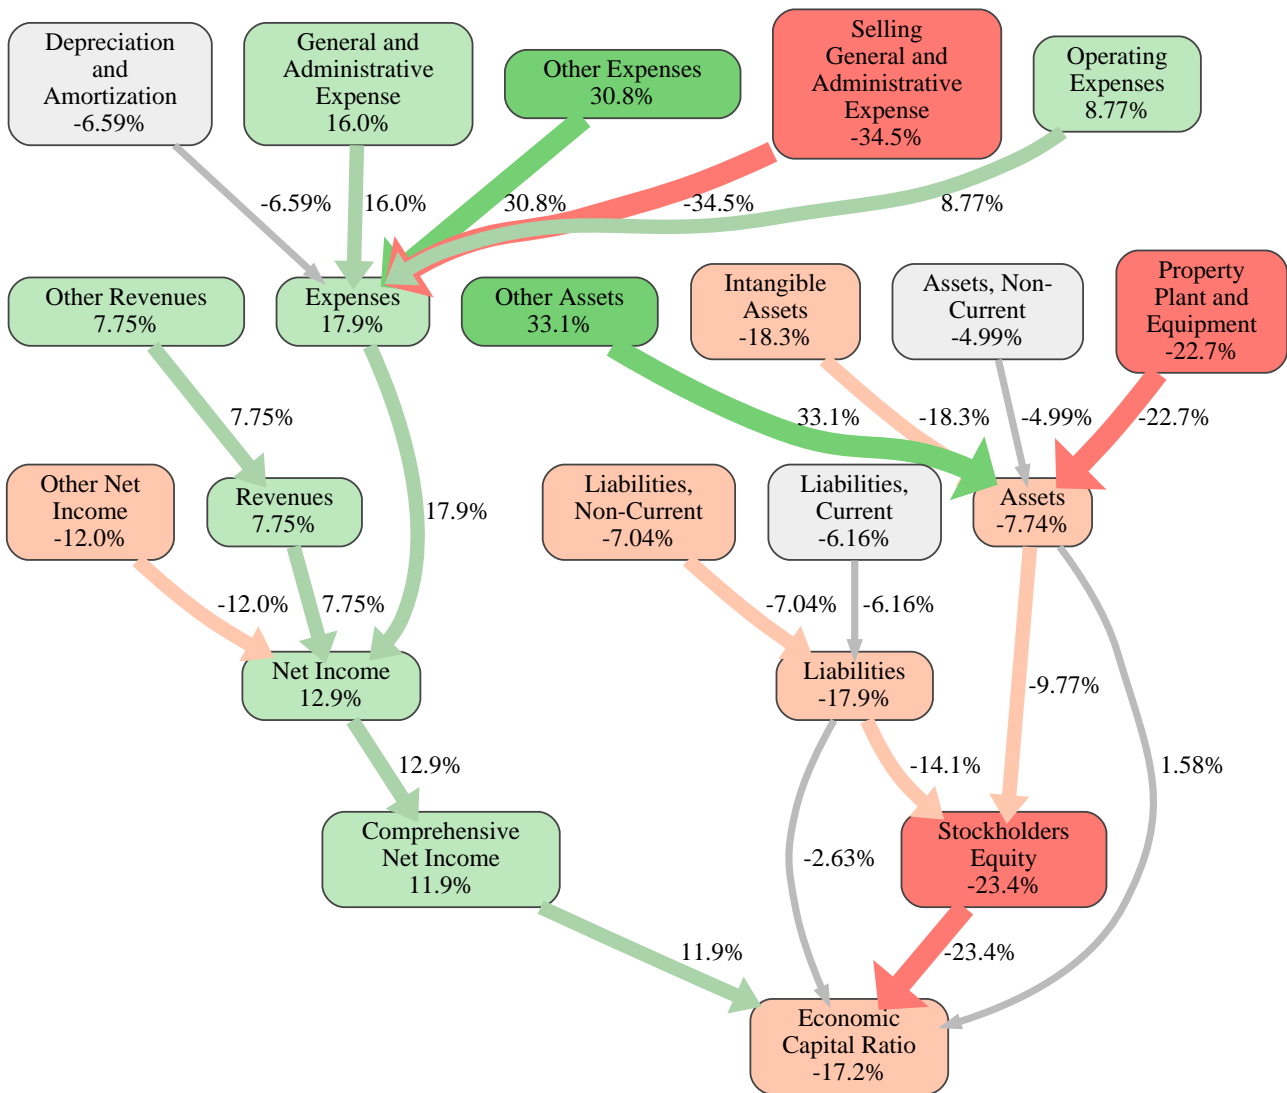 Depreciation
and
Amortization
-6.59%
General and
Administrative
Expense
16.0%
Other Expenses
30.8%
Selling
General and
Administrative
Expense
-34.5%
Operating
Expenses
8.77%
-6.59%
16.0%
30.8%
-34.5%
8.77%
Other Revenues
7.75%
Expenses
17.9%
Other Assets
33.1%
Intangible
Assets
-18.3%
Assets, Non-
Current
-4.99%
Property
Plant and
Equipment
-22.7%
7.75%
33.1%
-18.3%
-4.99%
-22.7%
Other Net
Income
-12.0%
Revenues
7.75%
17.9%
Liabilities,
Non-Current
-7.04%
Liabilities,
Current
-6.16%
Assets
-7.74%
-12.0%
7.75%
-7.04%
-6.16%
Net Income
12.9%
Liabilities
-17.9%
-9.77%
12.9%
-14.1%
1.58%
Comprehensive
Net Income
11.9%
-2.63%
Stockholders
Equity
-23.4%
11.9%
-23.4%
Economic
Capital Ratio
-17.2%